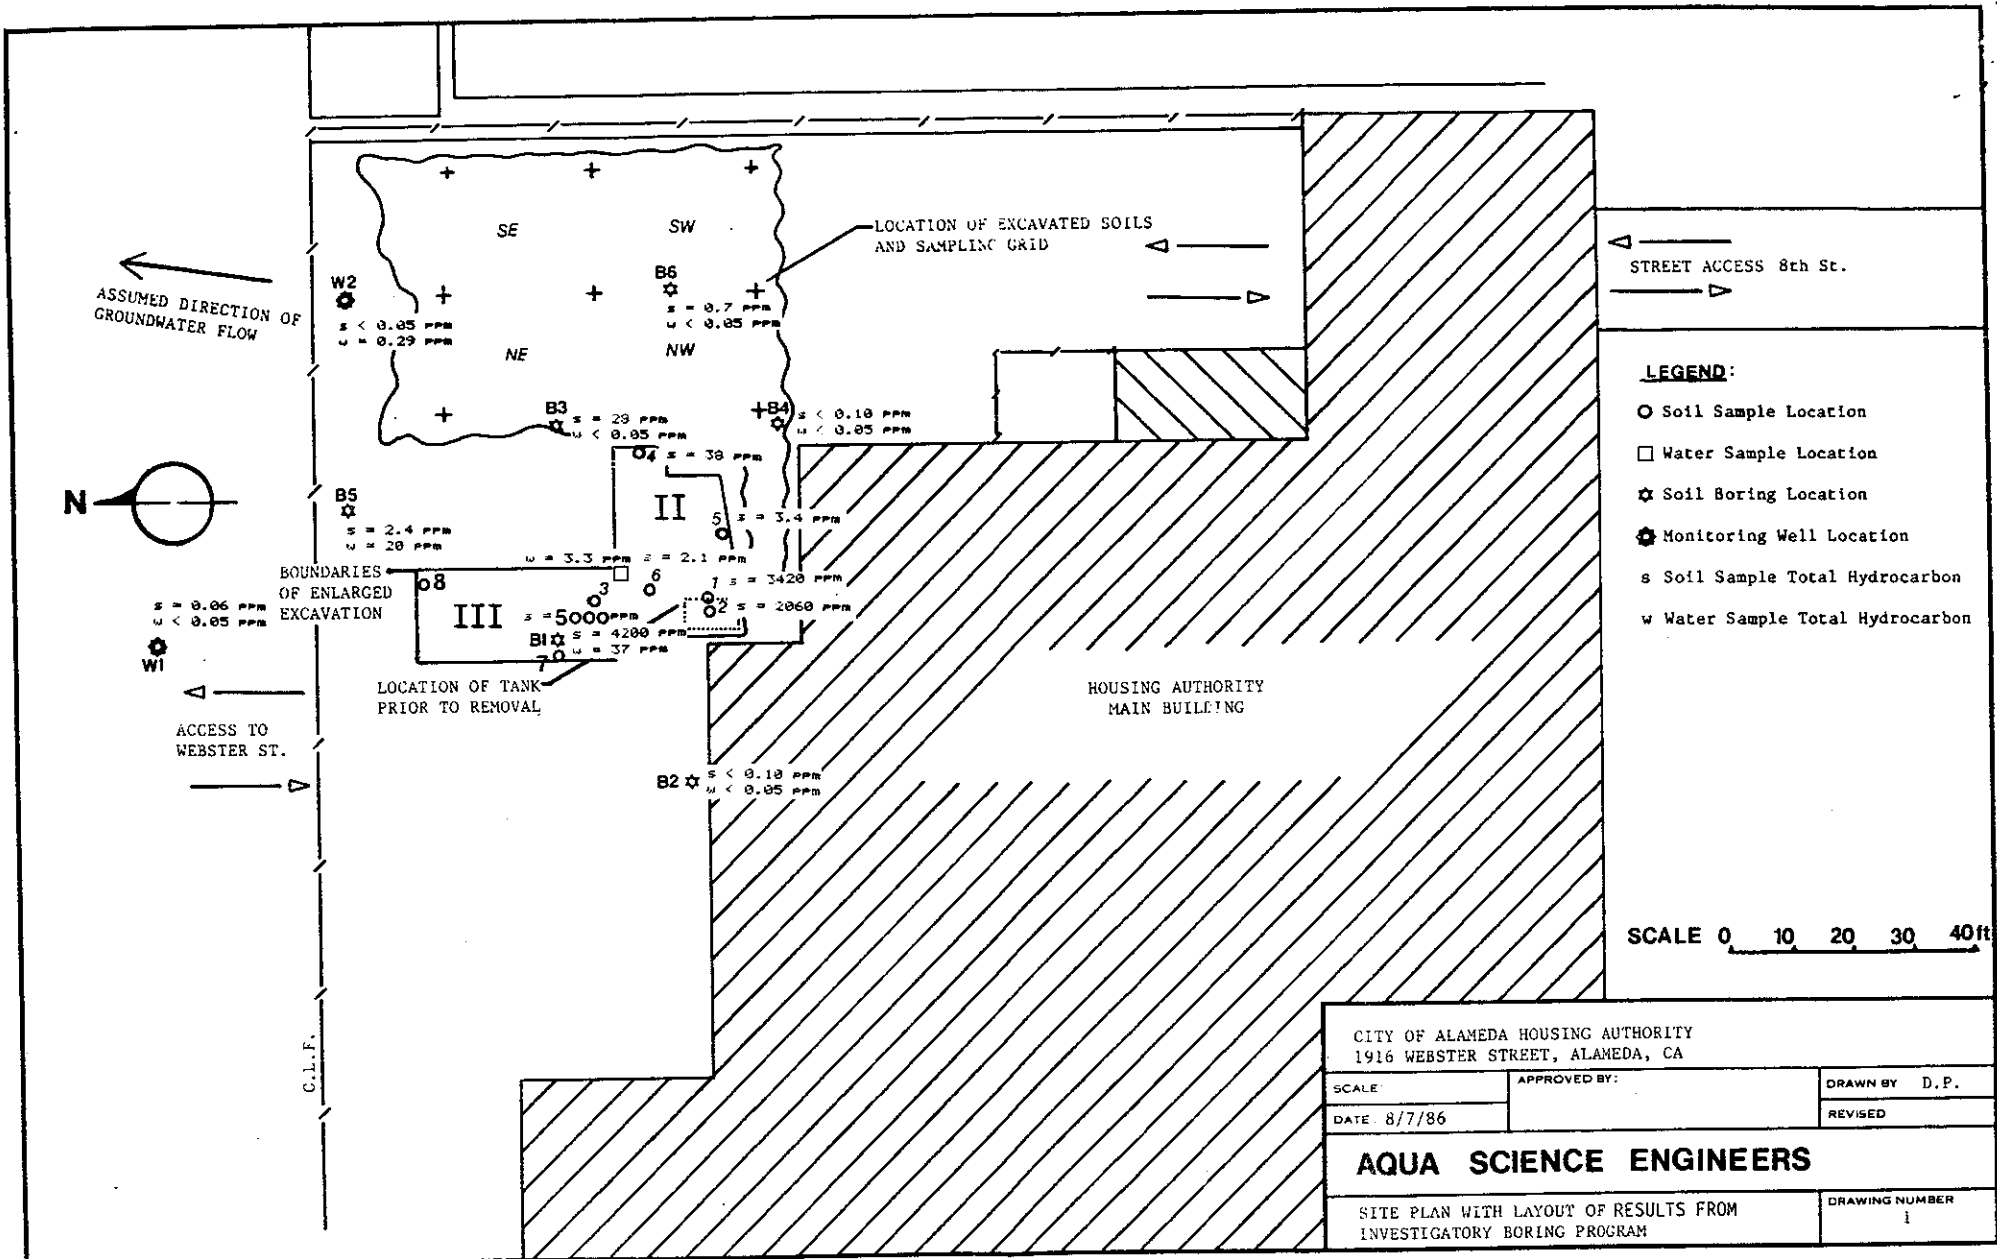 SE
SW
LOCATION OF EXCAVATED SOILS
AND SAMPLING GRID
STREET ACCESS 8th St.
ASSUMED DIRECTION OF
GROUNDWATER FLOW
W2
s < 0.05 ppm
w = 0.29 ppm
B6
s = 0.7 ppm
w < 0.05 ppm
NE
NW
B3
s = 29 ppm
w < 0.05 ppm
B4
s < 0.10 ppm
w < 0.05 ppm
4
s = 38 ppm
N
B5
s = 2.4 ppm
w = 20 ppm
II
5
s = 3.4 ppm
w = 3.3 ppm
s = 2.1 ppm
6
1
s = 3420 ppm
2
s = 2060 ppm
BOUNDARIES
OF ENLARGED
EXCAVATION
8
3
III
s = 5000 ppm
B1
s = 4200 ppm
w = 37 ppm
7
s = 0.06 ppm
w < 0.05 ppm
W1
LOCATION OF TANK
PRIOR TO REMOVAL
ACCESS TO
WEBSTER ST.
B2
s < 0.10 ppm
w < 0.05 ppm
HOUSING AUTHORITY
MAIN BUILDING
C.L.F.
LEGEND:
Soil Sample Location
Water Sample Location
Soil Boring Location
Monitoring Well Location
s Soil Sample Total Hydrocarbon
w Water Sample Total Hydrocarbon
SCALE 0 10 20 30 40ft
CITY OF ALAMEDA HOUSING AUTHORITY
1916 WEBSTER STREET, ALAMEDA, CA
SCALE
APPROVED BY:
DRAWN BY D.P.
DATE 8/7/86
REVISED
AQUA SCIENCE ENGINEERS
SITE PLAN WITH LAYOUT OF RESULTS FROM
INVESTIGATORY BORING PROGRAM
DRAWING NUMBER
1